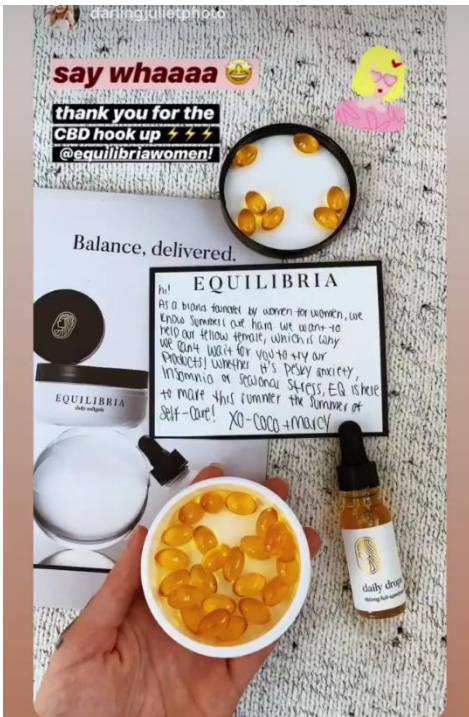 darlingjulietphoto
say whaaaa 🤩
thank you for the
CBD hook up ⚡⚡⚡
@equilibriawomen!
Balance, delivered.
EQUILIBRIA
daily softgels
EQUILIBRIA
hi!
As a brand founded by women for women, we
know summers are hard. We want to
help our fellow female, which is why
we can't wait for you to try our
products! Whether it's pesky anxiety,
insomnia or seasonal stress, EQ is here
to make this summer the summer of
self-care! XO-COCO + Marcy
daily drops